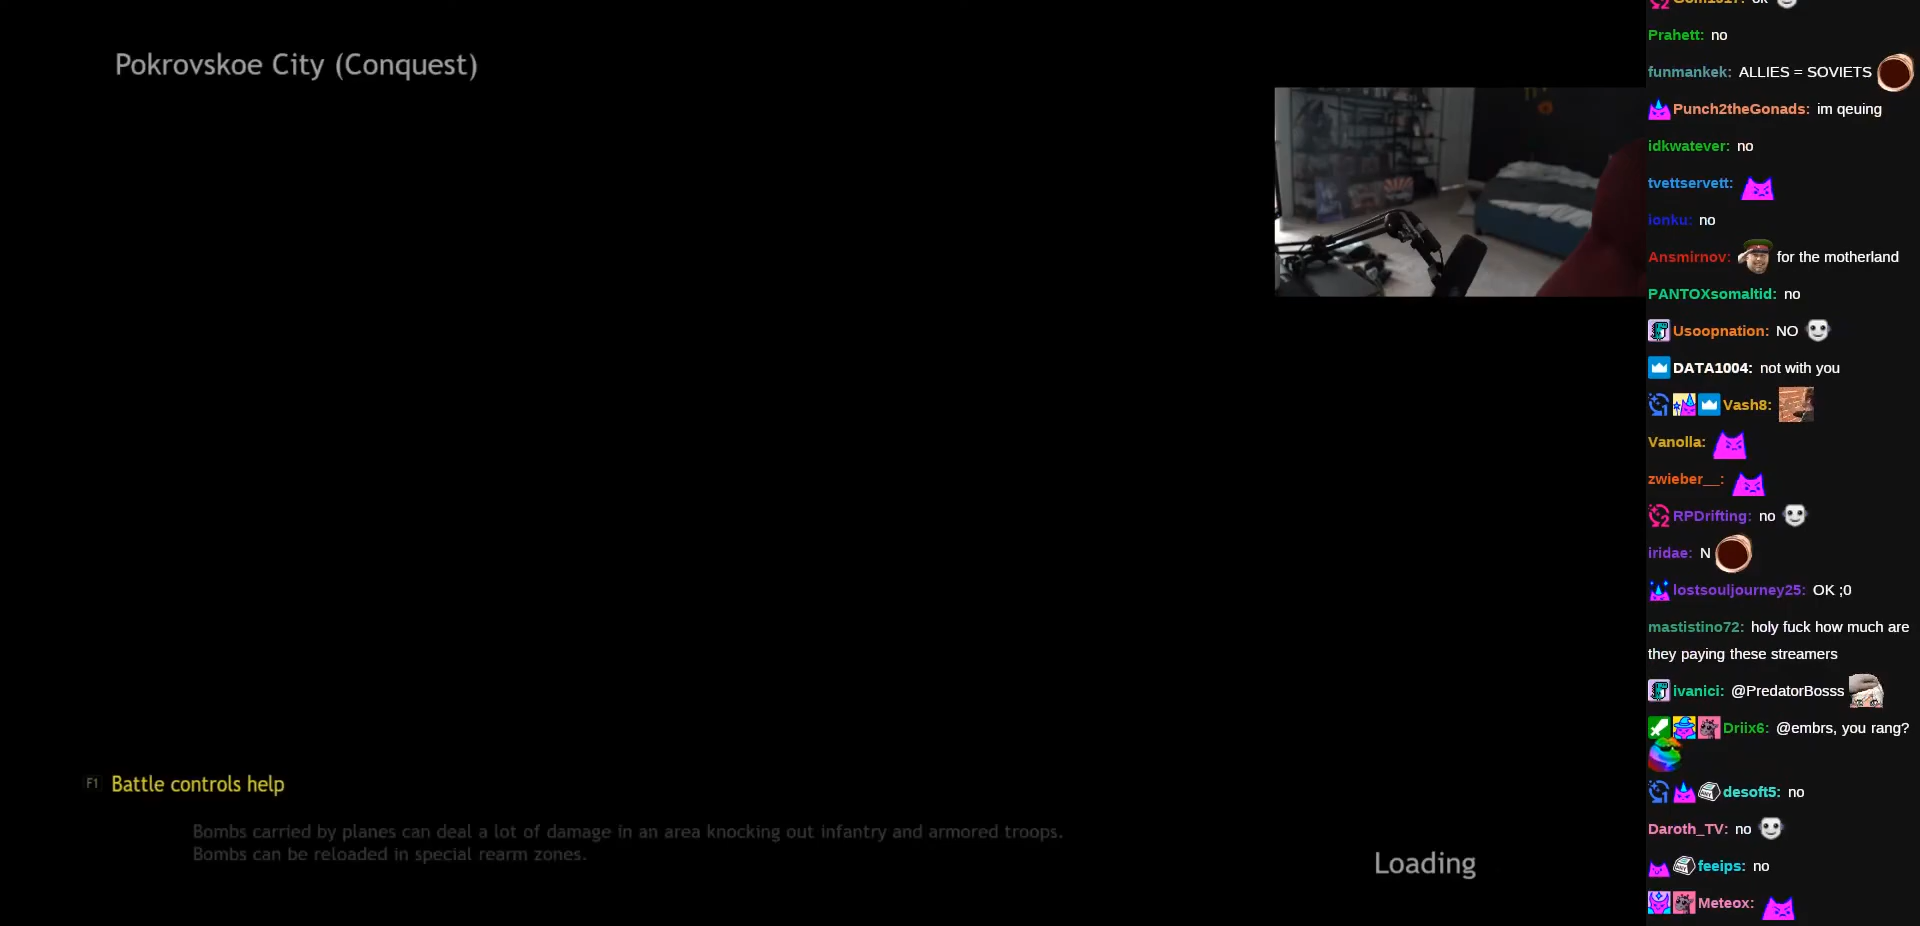 Pokrovskoe City (Conquest)
F1 Battle controls help
Bombs carried by planes can deal a lot of damage in an area knocking out infantry and armored troops.
Bombs can be reloaded in special rearm zones.
Loading
Prahett: no
funmankek: ALLIES = SOVIETS
Punch2theGonads: im qeuing
idkwatever: no
tvettservett:
ionku: no
Ansmirnov: for the motherland
PANTOXsomaltid: no
Usoopnation: NO
DATA1004: not with you
Vash8:
Vanolla:
zwieber__:
RPDrifting: no
iridae: N
lostsouljourney25: OK ;0
mastistino72: holy fuck how much are
they paying these streamers
ivanici: @PredatorBosss
Driix6: @embrs, you rang?
desoft5: no
Daroth_TV: no
feeips: no
Meteox: